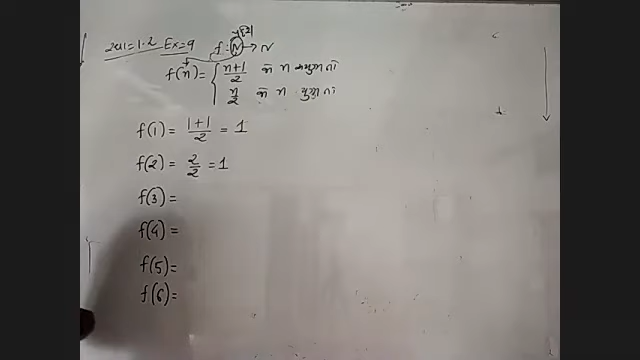 =1.2 Ex=9 f: N → N
f(n) = { n+1/2 n
n/2 n
f(1) = 1+1/2 = 1
f(2) = 2/2 = 1
f(3) =
f(4) =
f(5) =
f(6) =